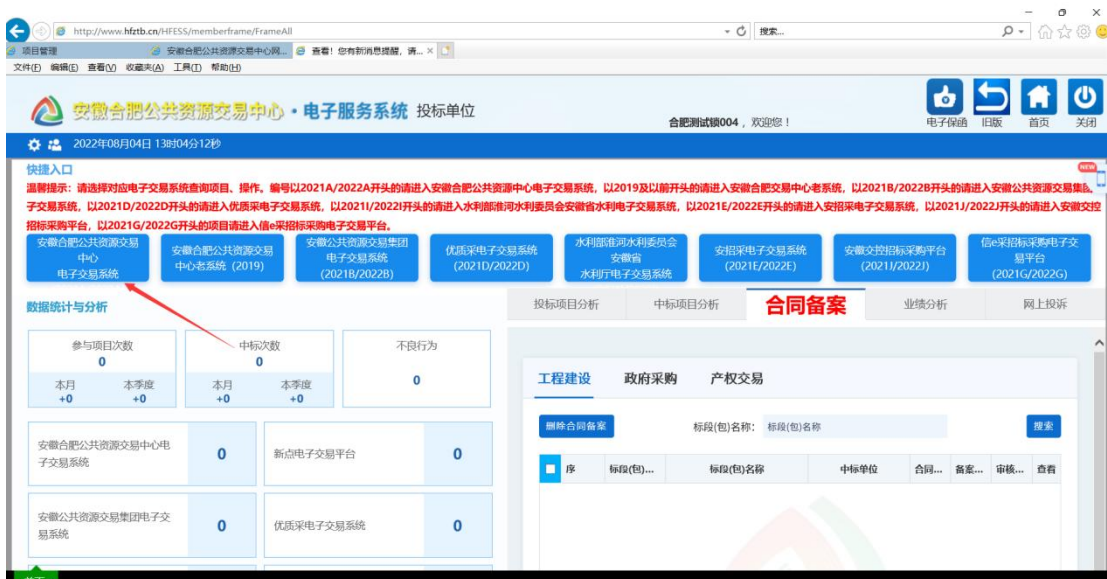 http://www.hfztb.cn/HFESS/memberframe/FrameAll
搜索...
项目管理
安徽合肥公共资源交易中心网...
查看！您有新消息提醒，请...
文件(F) 编辑(E) 查看(V) 收藏夹(A) 工具(T) 帮助(H)
安徽合肥公共资源交易中心·电子服务系统 投标单位
合肥测试锁004，欢迎您！
电子保函 旧版 首页 关闭
2022年08月04日 13时04分12秒
快捷入口
NEW
温馨提示：请选择对应电子交易系统查询项目、操作。编号以2021A/2022A开头的请进入安徽合肥公共资源中心电子交易系统，以2019及以前开头的请进入安徽合肥交易中心老系统，以2021B/2022B开头的请进入安徽公共资源交易集团
子交易系统，以2021D/2022D开头的请进入优质采电子交易系统，以2021I/2022I开头的请进入水利部淮河水利委员会安徽省水利电子交易系统，以2021E/2022E开头的请进入安招采电子交易系统，以2021J/2022J开头的请进入安徽交控
招标采购平台，以2021G/2022G开头的项目请进入信e采招标采购电子交易平台。
安徽合肥公共资源交易
中心
电子交易系统
安徽合肥公共资源交易
中心老系统（2019）
安徽公共资源交易集团
电子交易系统
（2021B/2022B）
优质采电子交易系统
（2021D/2022D）
水利部淮河水利委员会
安徽省
水利厅电子交易系统
安招采电子交易系统
（2021E/2022E）
安徽交控招标采购平台
（2021J/2022J）
信e采招标采购电子交
易平台
（2021G/2022G）
数据统计与分析
投标项目分析 中标项目分析 合同备案 业绩分析 网上投诉
参与项目次数
0
本月 本季度
+0 +0
中标次数
0
本月 本季度
+0 +0
不良行为
0
工程建设 政府采购 产权交易
删除合同备案
标段(包)名称： 标段(包)名称
搜索
序 标段(包)... 标段(包)名称 中标单位 合同... 备案... 审核... 查看
安徽合肥公共资源交易中心电
子交易系统
0
新点电子交易平台
0
安徽公共资源交易集团电子交
易系统
0
优质采电子交易系统
0